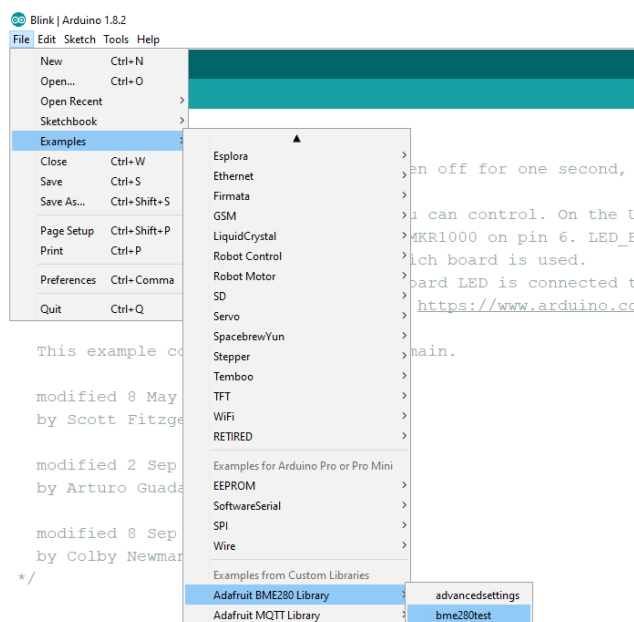 Blink | Arduino 1.8.2
File Edit Sketch Tools Help
New Ctrl+N
Open... Ctrl+O
Open Recent
Sketchbook
Examples
Close Ctrl+W
Save Ctrl+S
Save As... Ctrl+Shift+S
Page Setup Ctrl+Shift+P
Print Ctrl+P
Preferences Ctrl+Comma
Quit Ctrl+Q
Esplora
Ethernet
Firmata
GSM
LiquidCrystal
Robot Control
Robot Motor
SD
Servo
SpacebrewYun
Stepper
Temboo
TFT
WiFi
RETIRED
Examples for Arduino Pro or Pro Mini
EEPROM
SoftwareSerial
SPI
Wire
Examples from Custom Libraries
Adafruit BME280 Library
Adafruit MQTT Library
advancedsettings
bme280test
en off for one second,
u can control. On the U
MKR1000 on pin 6. LED_B
ich board is used.
oard LED is connected t
https://www.arduino.cc
This example co main.
modified 8 May
by Scott Fitzge
modified 2 Sep
by Arturo Guada
modified 8 Sep
by Colby Newman
*/